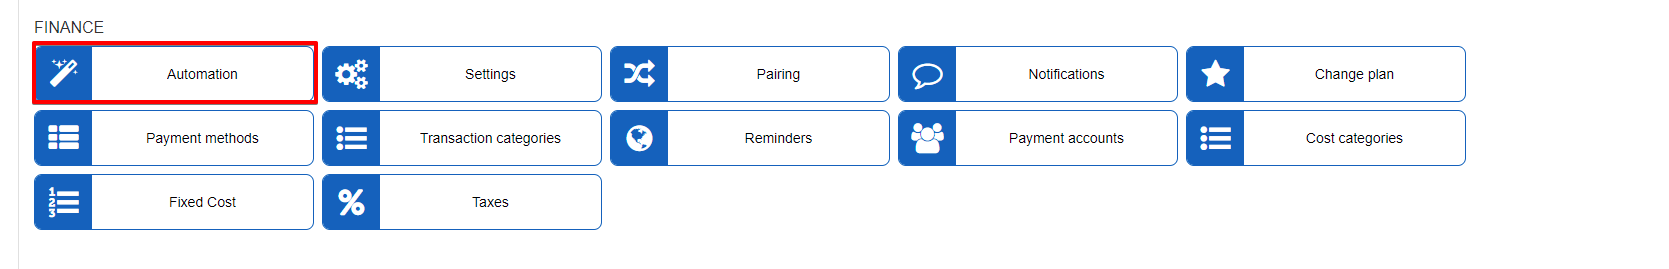 FINANCE
Automation
Settings
Pairing
Notifications
Change plan
Payment methods
Transaction categories
Reminders
Payment accounts
Cost categories
1
2
3
Fixed Cost
%
Taxes